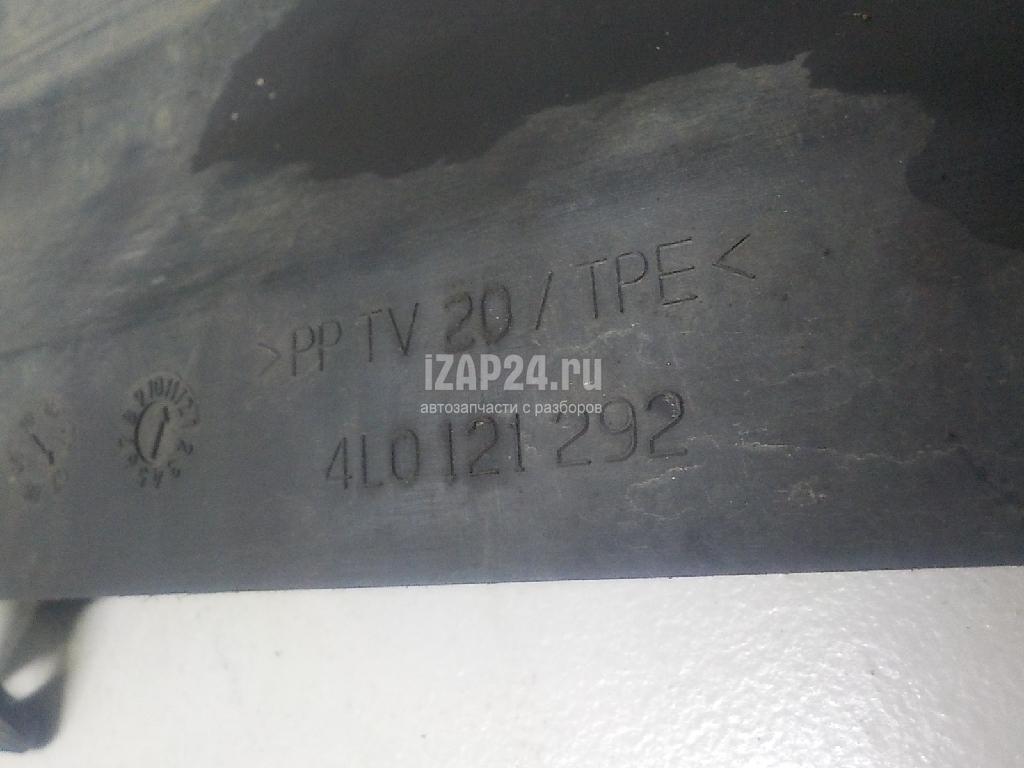 >PP TV 20 / TPE<
iZAP24.ru
автозапчасти с разборов
4L0 121 292